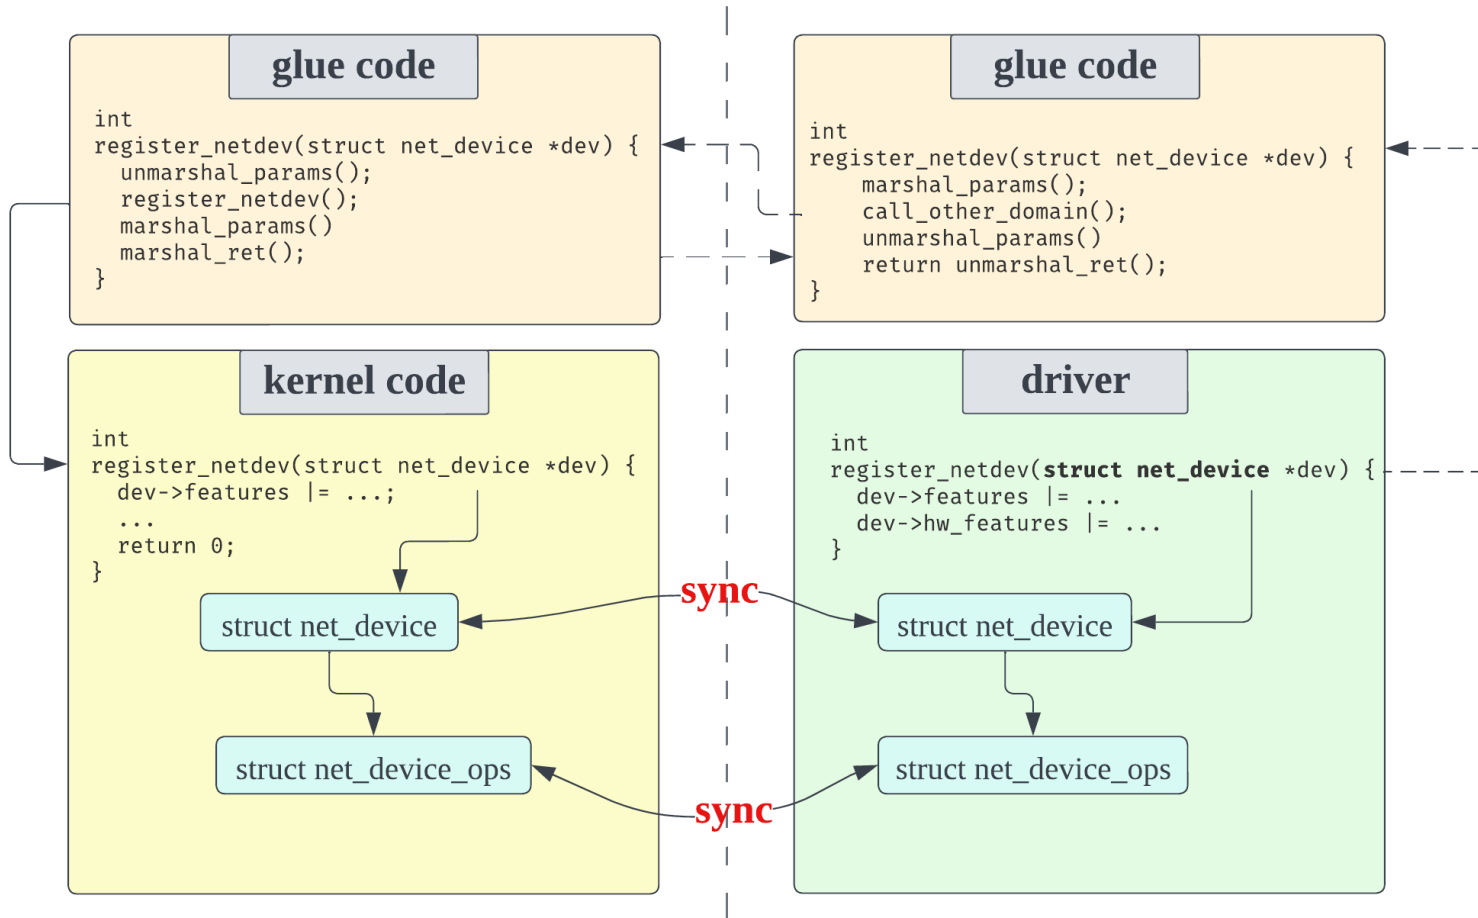 glue code
int
register_netdev(struct net_device *dev) {
  unmarshal_params();
  register_netdev();
  marshal_params()
  marshal_ret();
}
glue code
int
register_netdev(struct net_device *dev) {
    marshal_params();
    call_other_domain();
    unmarshal_params()
    return unmarshal_ret();
}
kernel code
int
register_netdev(struct net_device *dev) {
  dev->features |= ...;
  ...
  return 0;
}
struct net_device
struct net_device_ops
driver
int
register_netdev(struct net_device *dev) {
  dev->features |= ...
  dev->hw_features |= ...
}
struct net_device
struct net_device_ops
sync
sync